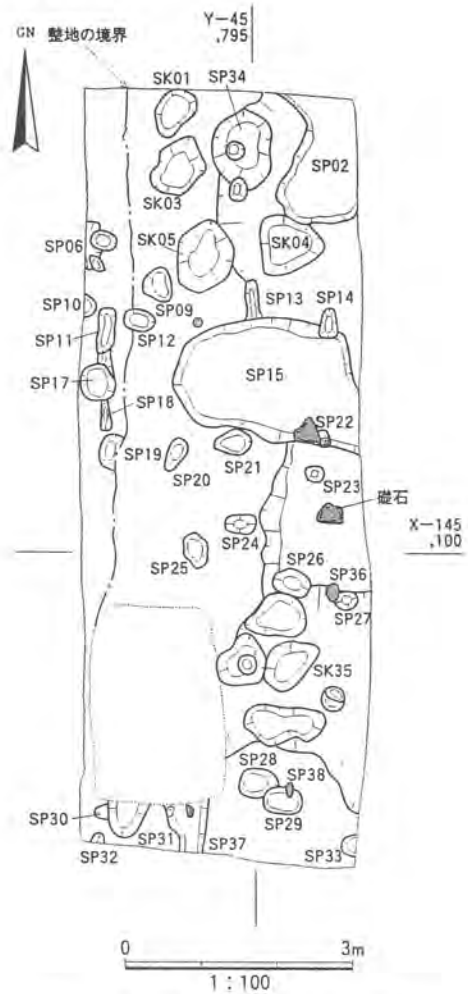 Y-45
,795
GN 整地の境界
SK01
SP34
SP02
SK03
SK05
SK04
SP06
SP09
SP13
SP14
SP10
SP12
SP11
SP15
SP17
SP18
SP22
SP19
SP20
SP21
SP23
礎石
SP24
X-145
,100
SP25
SP26
SP36
SP27
SK35
SP28
SP38
SP30
SP31
SP29
SP32
SP37
SP33
0
3m
1:100